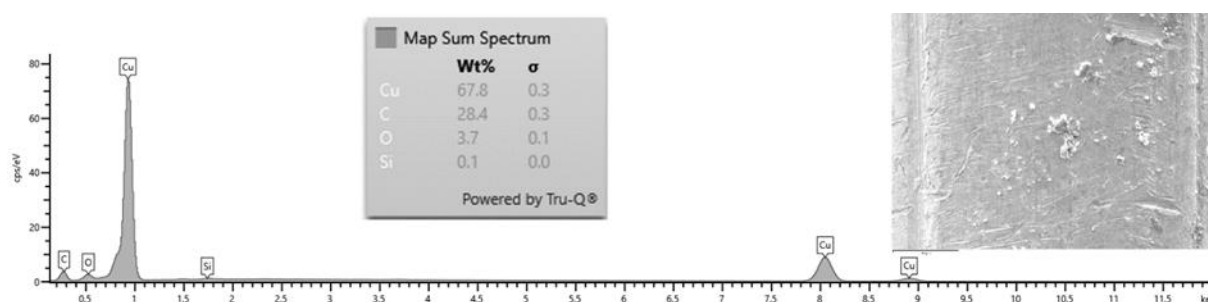 Map Sum Spectrum
Wt% σ
Cu 67.8 0.3
C 28.4 0.3
O 3.7 0.1
Si 0.1 0.0
Powered by Tru-Q®
cps/eV
80
60
40
20
0
C
O
Cu
Si
Cu
Cu
0.5 1 1.5 2 2.5 3 3.5 4 4.5 5 5.5 6 6.5 7 7.5 8 8.5 9 9.5 10 10.5 11 11.5